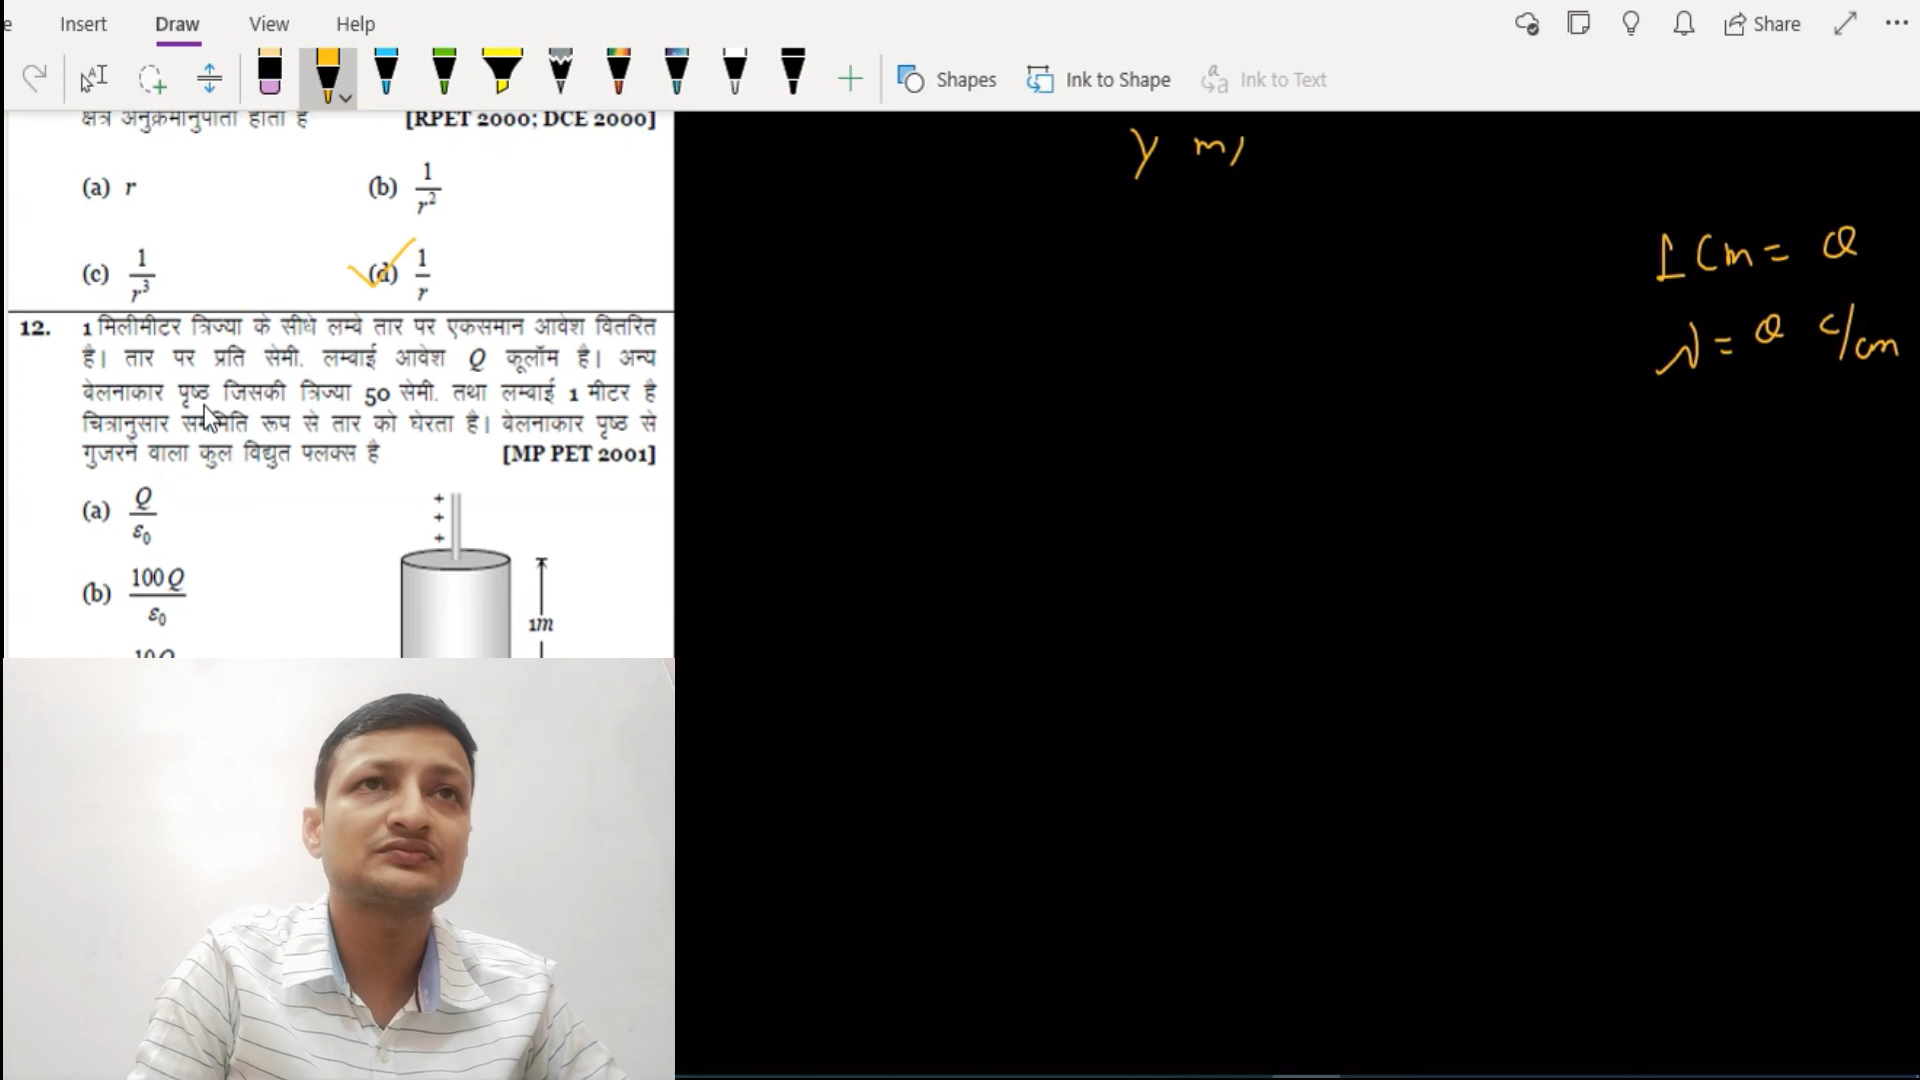 Insert Draw View Help Share
Shapes Ink to Shape Ink to Text
क्षेत्र अनुक्रमानुपाती होता है [RPET 2000; DCE 2000]
(a) r (b) 1/r²
(c) 1/r³ (d) 1/r
12. 1 मिलीमीटर त्रिज्या के सीधे लम्बे तार पर एकसमान आवेश वितरित
है। तार पर प्रति सेमी. लम्बाई आवेश Q कूलॉम है। अन्य
बेलनाकार पृष्ठ जिसकी त्रिज्या 50 सेमी. तथा लम्बाई 1 मीटर है
चित्रानुसार सममिति रूप से तार को घेरता है। बेलनाकार पृष्ठ से
गुजरने वाला कुल विद्युत फ्लक्स है [MP PET 2001]
(a) Q/ε₀
(b) 100Q/ε₀
10Q
+
+
+
1m
1 Cm = Q
λ = Q C/cm